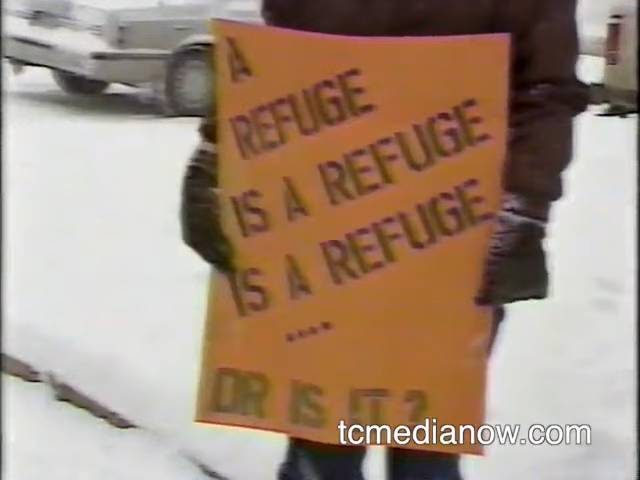 A
REFUGE
IS A REFUGE
IS A REFUGE
....
OR IS IT?
tcmedianow.com